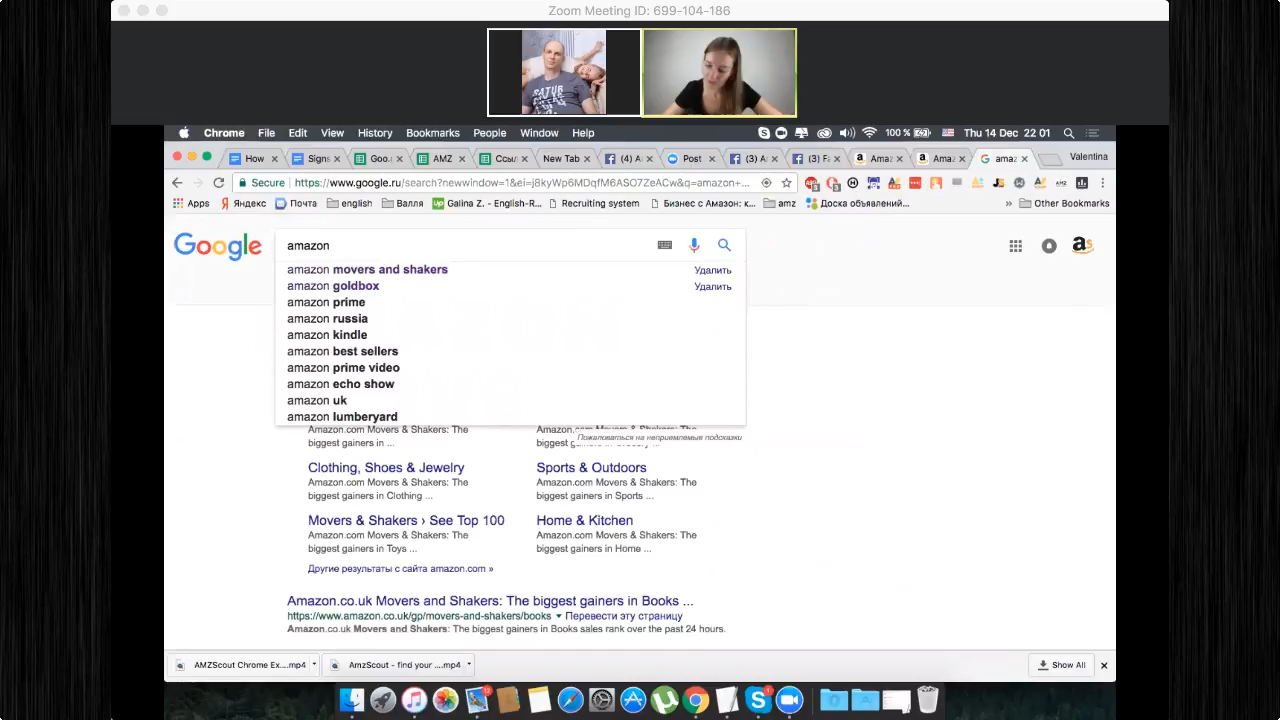 Zoom Meeting ID: 699-104-186
SATUR
Chrome File Edit View History Bookmarks People Window Help 100 % Thu 14 Dec 22 01
How Signs Goo.g AMZ Ссыл New Tab (4) A Post (3) A (3) F Amaz Amaz amaz Valentina
Secure https://www.google.ru/search?newwindow=1&ei=j8kyWp6MDqfM6ASO7ZeACw&q=amazon+...
Apps Яндекс Почта english Валля Galina Z. - English-R... Recruiting system Бизнес с Амазон: к... amz Доска объявлений... » Other Bookmarks
Google amazon
amazon movers and shakers Удалить
amazon goldbox Удалить
amazon prime
amazon russia
amazon kindle
amazon best sellers
amazon prime video
amazon echo show
amazon uk
amazon lumberyard
Пожаловаться на неприемлемые подсказки
Amazon.com Movers & Shakers: The
biggest gainers in ...
Clothing, Shoes & Jewelry
Amazon.com Movers & Shakers: The
biggest gainers in Clothing ...
Sports & Outdoors
Amazon.com Movers & Shakers: The
biggest gainers in Sports ...
Movers & Shakers › See Top 100
Amazon.com Movers & Shakers: The
biggest gainers in Toys ...
Home & Kitchen
Amazon.com Movers & Shakers: The
biggest gainers in Home ...
Другие результаты с сайта amazon.com »
Amazon.co.uk Movers and Shakers: The biggest gainers in Books ...
https://www.amazon.co.uk/gp/movers-and-shakers/books Перевести эту страницу
Amazon.co.uk Movers and Shakers: The biggest gainers in Books sales rank over the past 24 hours.
AMZScout Chrome Ex....mp4 AmzScout - find your ....mp4 Show All